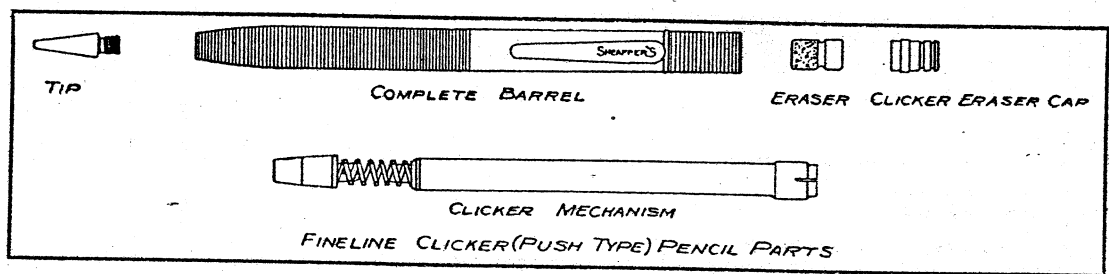 SHEAFFER'S
TIP
COMPLETE BARREL
ERASER
CLICKER ERASER CAP
CLICKER MECHANISM
FINELINE CLICKER (PUSH TYPE) PENCIL PARTS